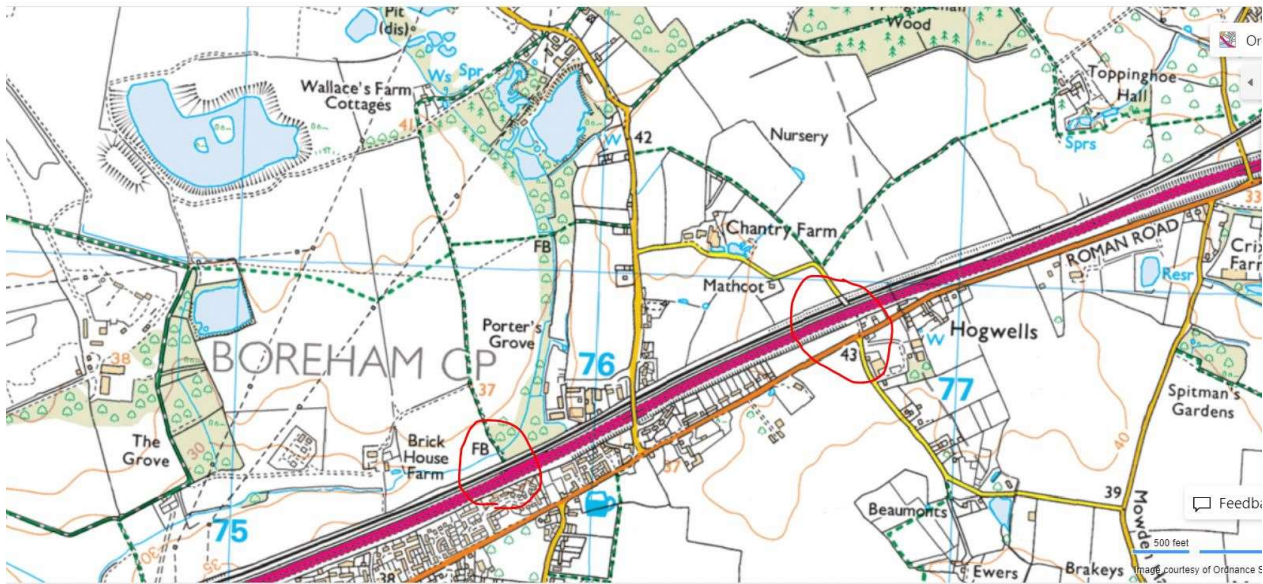 Pit
(dis)
Wood
Or
Ws
Spr
Wallace's Farm
Cottages
41
Toppinghoe
Hall
42
Nursery
W
Sprs
33
Chantry Farm
ROMAN ROAD
FB
Resr
Mathcot
Porter's
Grove
Hogwells
38
BOREHAM CP
76
43
W
37
77
Spitman's
Gardens
The
Grove
30
FB
Brick
House
Farm
37
40
39
75
Beaumonts
Mowden
Feedba
30
35
38
500 feet
Ewers
Brakeys
Image courtesy of Ordnance S